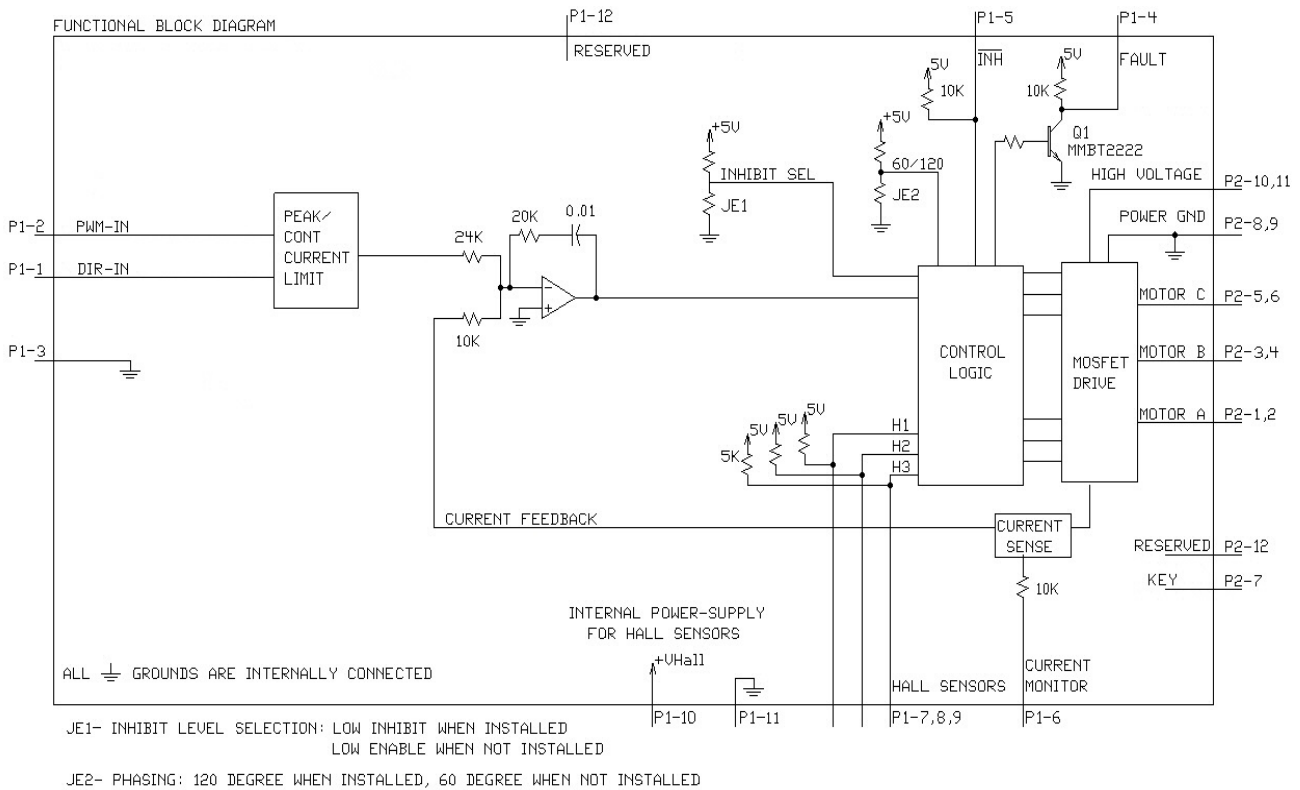 P1-12
P1-5
P1-4
FUNCTIONAL BLOCK DIAGRAM
RESERVED
INH
FAULT
5V
5V
10K
10K
+5V
+5V
Q1
MMBT2222
INHIBIT SEL
60/120
HIGH VOLTAGE
P2-10,11
JE1
JE2
PEAK/
CONT
CURRENT
LIMIT
POWER GND
P2-8,9
P1-2
PWM-IN
20K
0.01
24K
P1-1
DIR-IN
-
+
10K
MOTOR C
P2-5,6
P1-3
CONTROL
LOGIC
MOSFET
DRIVE
MOTOR B
P2-3,4
MOTOR A
P2-1,2
5V
5V
5V
5K
H1
H2
H3
CURRENT FEEDBACK
CURRENT
SENSE
RESERVED
P2-12
KEY
P2-7
10K
INTERNAL POWER-SUPPLY
FOR HALL SENSORS
+VHall
ALL GROUNDS ARE INTERNALLY CONNECTED
HALL SENSORS
CURRENT
MONITOR
P1-10
P1-11
P1-7,8,9
P1-6
JE1- INHIBIT LEVEL SELECTION: LOW INHIBIT WHEN INSTALLED
LOW ENABLE WHEN NOT INSTALLED
JE2- PHASING: 120 DEGREE WHEN INSTALLED, 60 DEGREE WHEN NOT INSTALLED